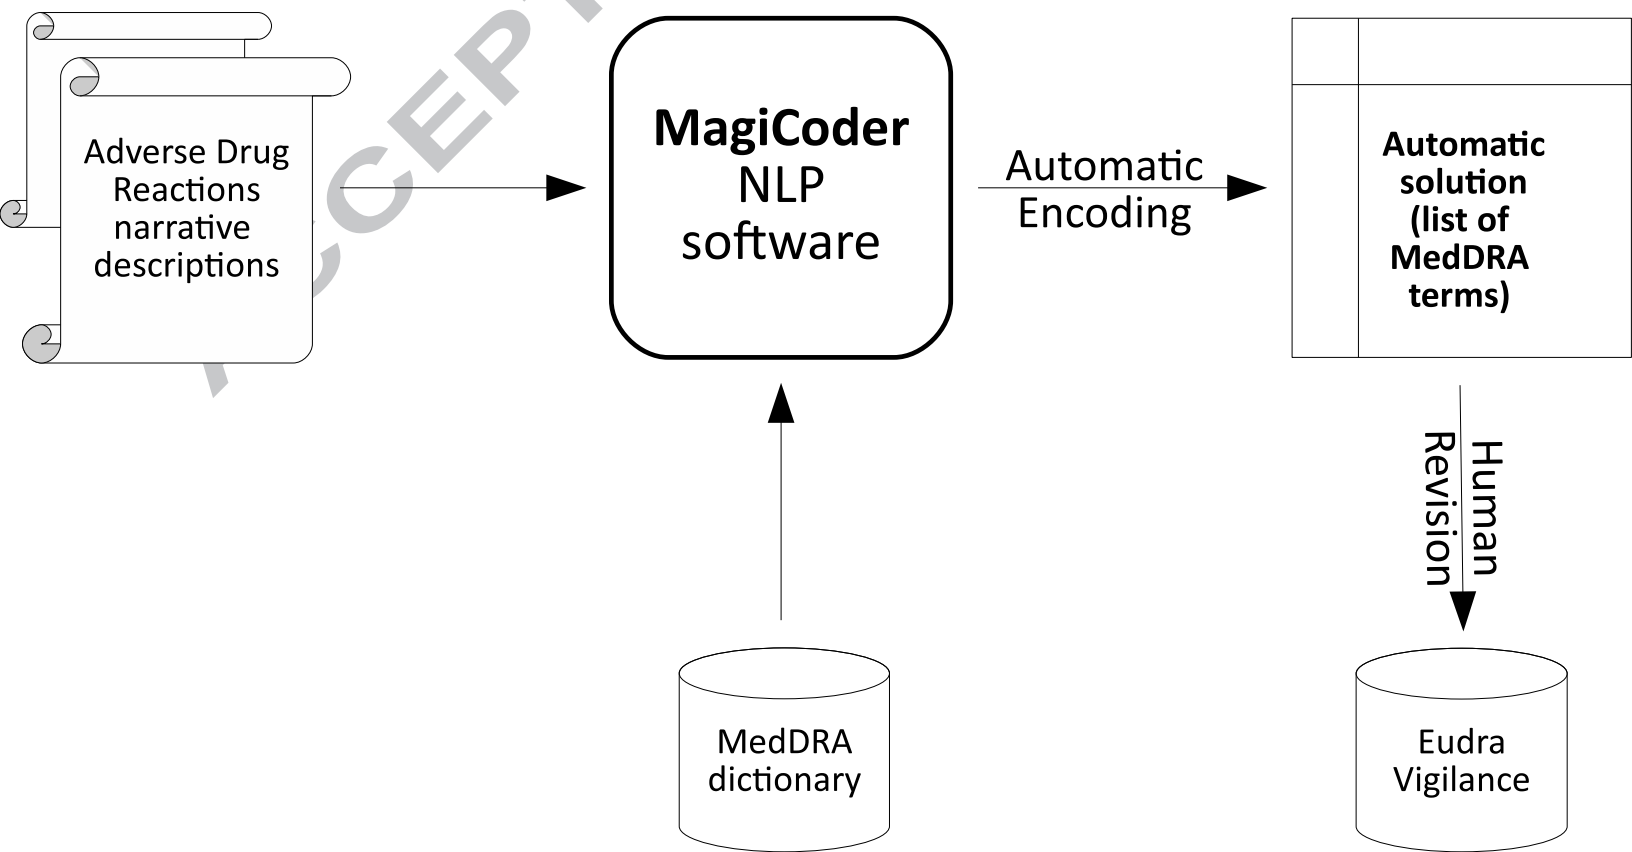 Adverse Drug
Reactions
narrative
descriptions
MagiCoder
NLP
software
Automatic
Encoding
Automatic
solution
(list of
MedDRA
terms)
Human
Revision
MedDRA
dictionary
Eudra
Vigilance